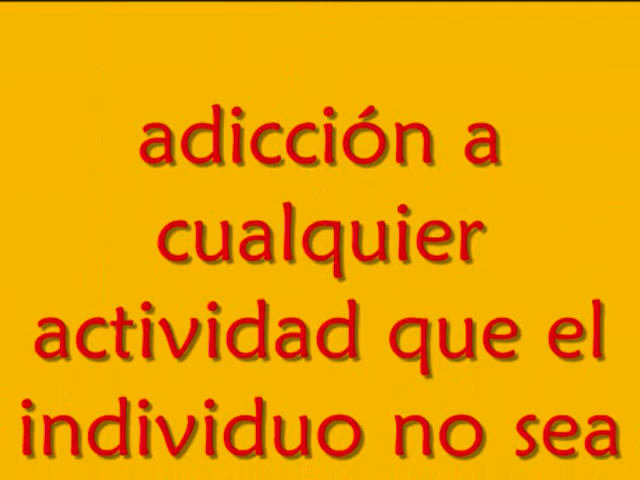 adicción a
cualquier
actividad que el
individuo no sea